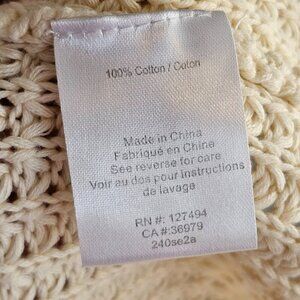 100% Cotton / Coton
Made in China
Fabriqué en Chine
See reverse for care
Voir au dos pour instructions
de lavage
RN #: 127494
CA #:36979
240se2a